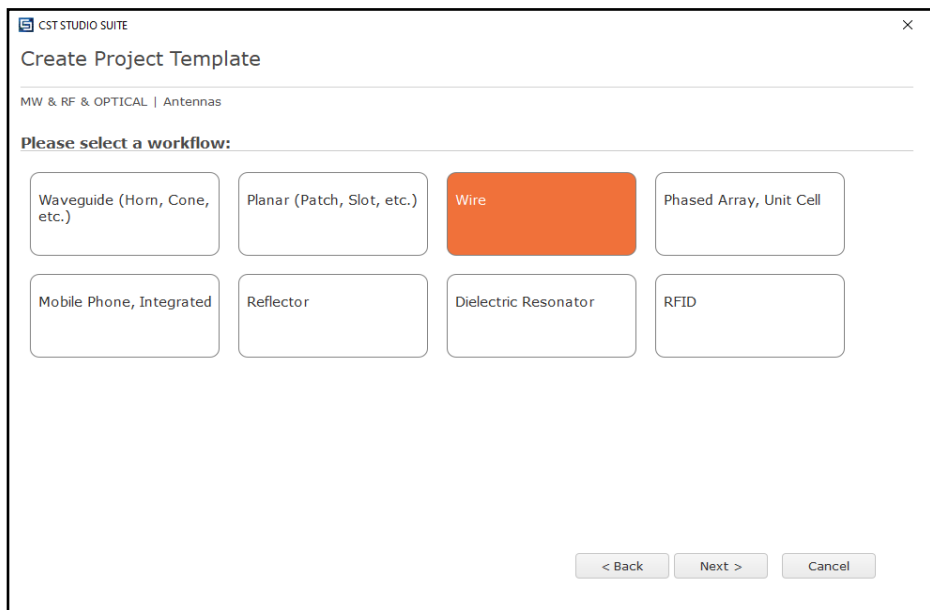 CST STUDIO SUITE
Create Project Template
MW & RF & OPTICAL | Antennas
Please select a workflow:
Waveguide (Horn, Cone,
etc.)
Planar (Patch, Slot, etc.)
Wire
Phased Array, Unit Cell
Mobile Phone, Integrated
Reflector
Dielectric Resonator
RFID
< Back
Next >
Cancel